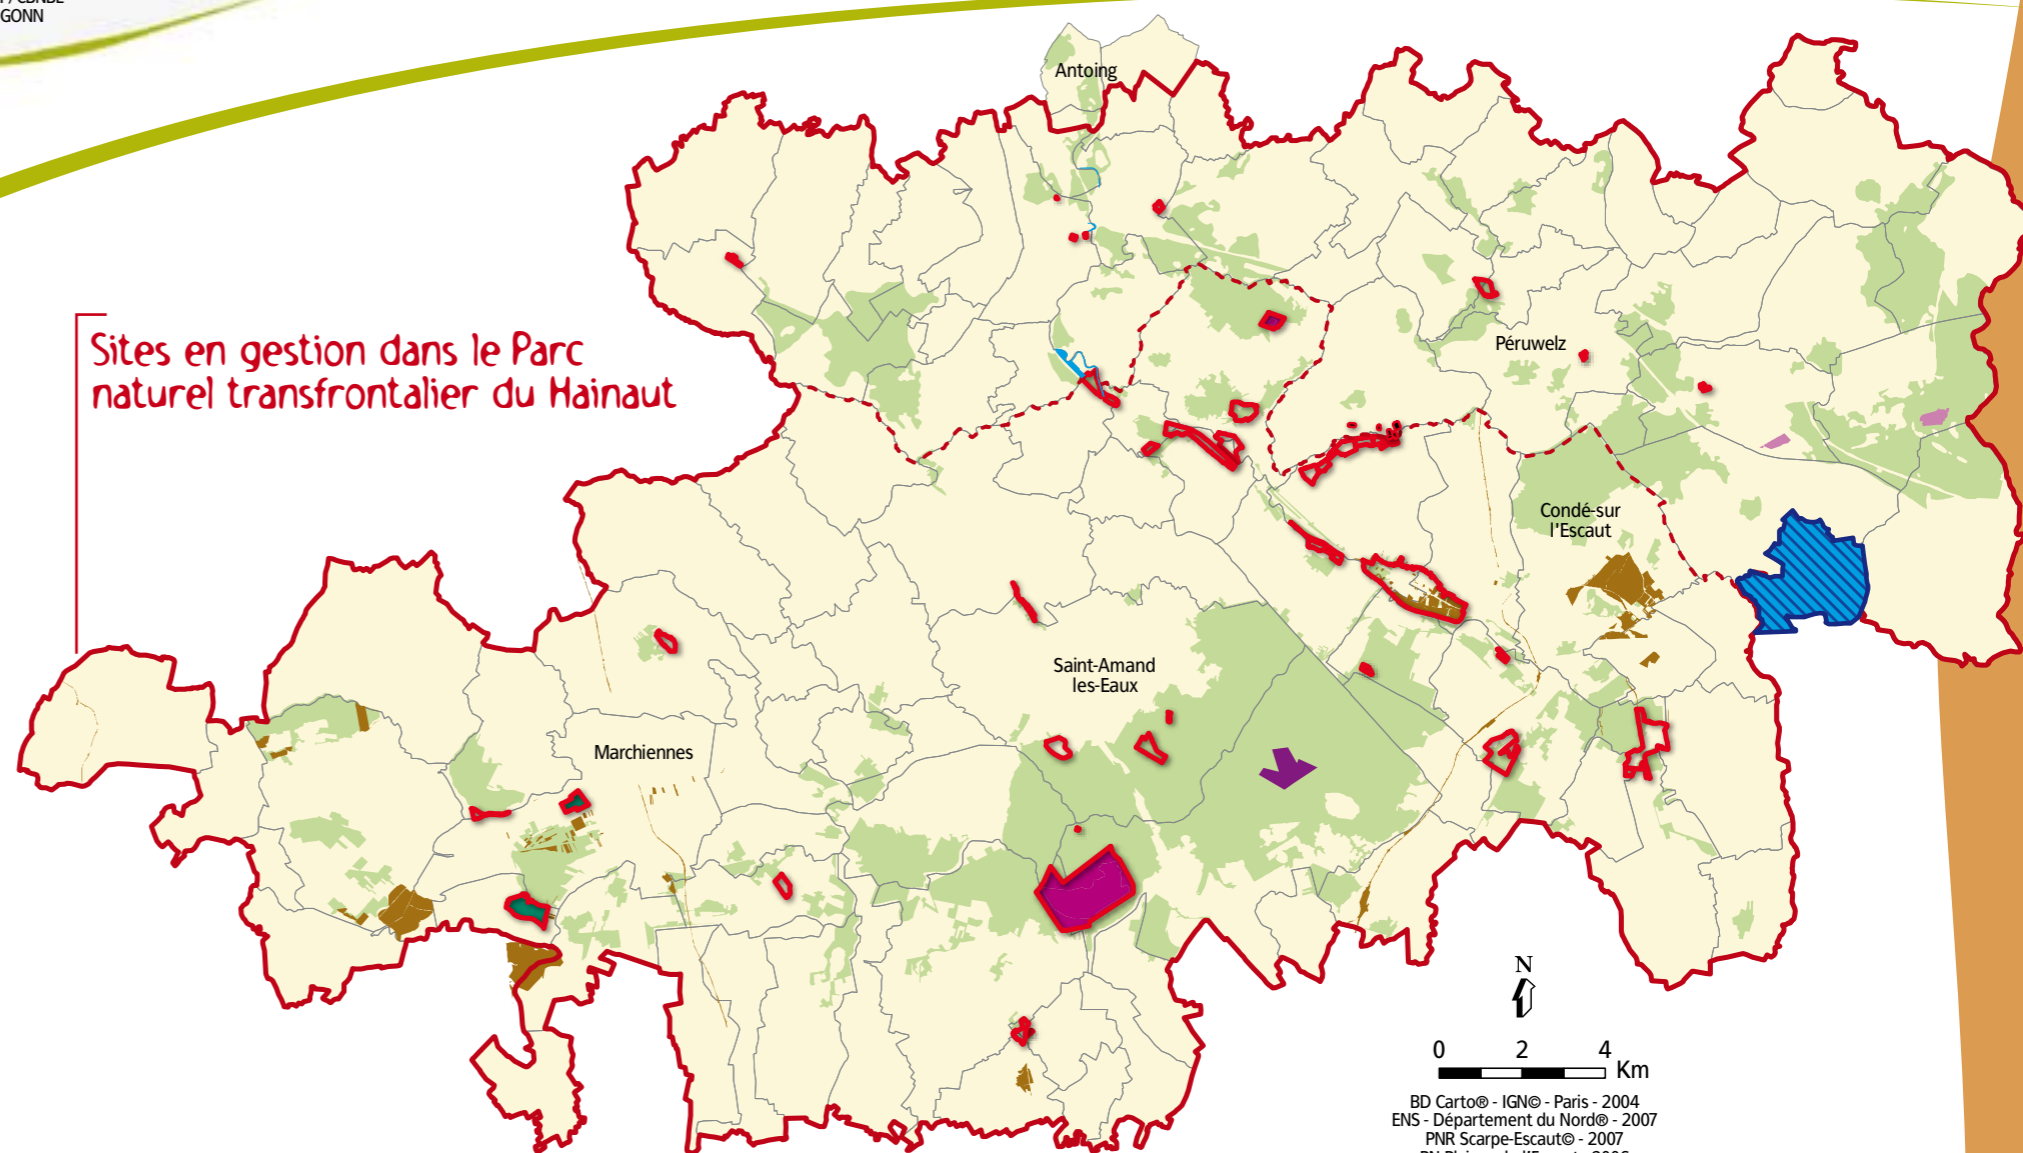 GONN
Antoing
Sites en gestion dans le Parc
naturel transfrontalier du Hainaut
Péruwelz
Condé-sur
l'Escaut
Saint-Amand
les-Eaux
Marchiennes
N
0 2 4
Km
BD Carto® - IGN© - Paris - 2004
ENS - Département du Nord® - 2007
PNR Scarpe-Escaut© - 2007